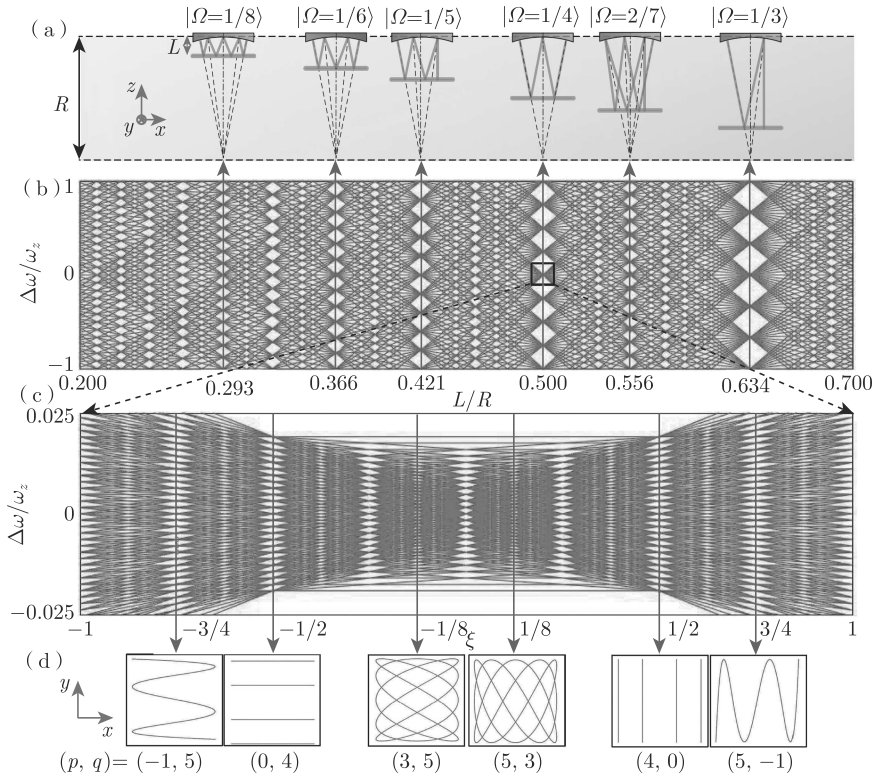 |Ω=1/8⟩ |Ω=1/6⟩ |Ω=1/5⟩ |Ω=1/4⟩ |Ω=2/7⟩ |Ω=1/3⟩
(a)
L
R
z
y x
(b)
1
0
−1
Δω/ω_z
0.200 0.293 0.366 0.421 0.500 0.556 0.634 0.700
L/R
(c)
0.025
0
−0.025
Δω/ω_z
−1 −3/4 −1/2 −1/8 1/8 1/2 3/4 1
ξ
(d)
y
x
(p, q)= (−1, 5) (0, 4) (3, 5) (5, 3) (4, 0) (5, −1)